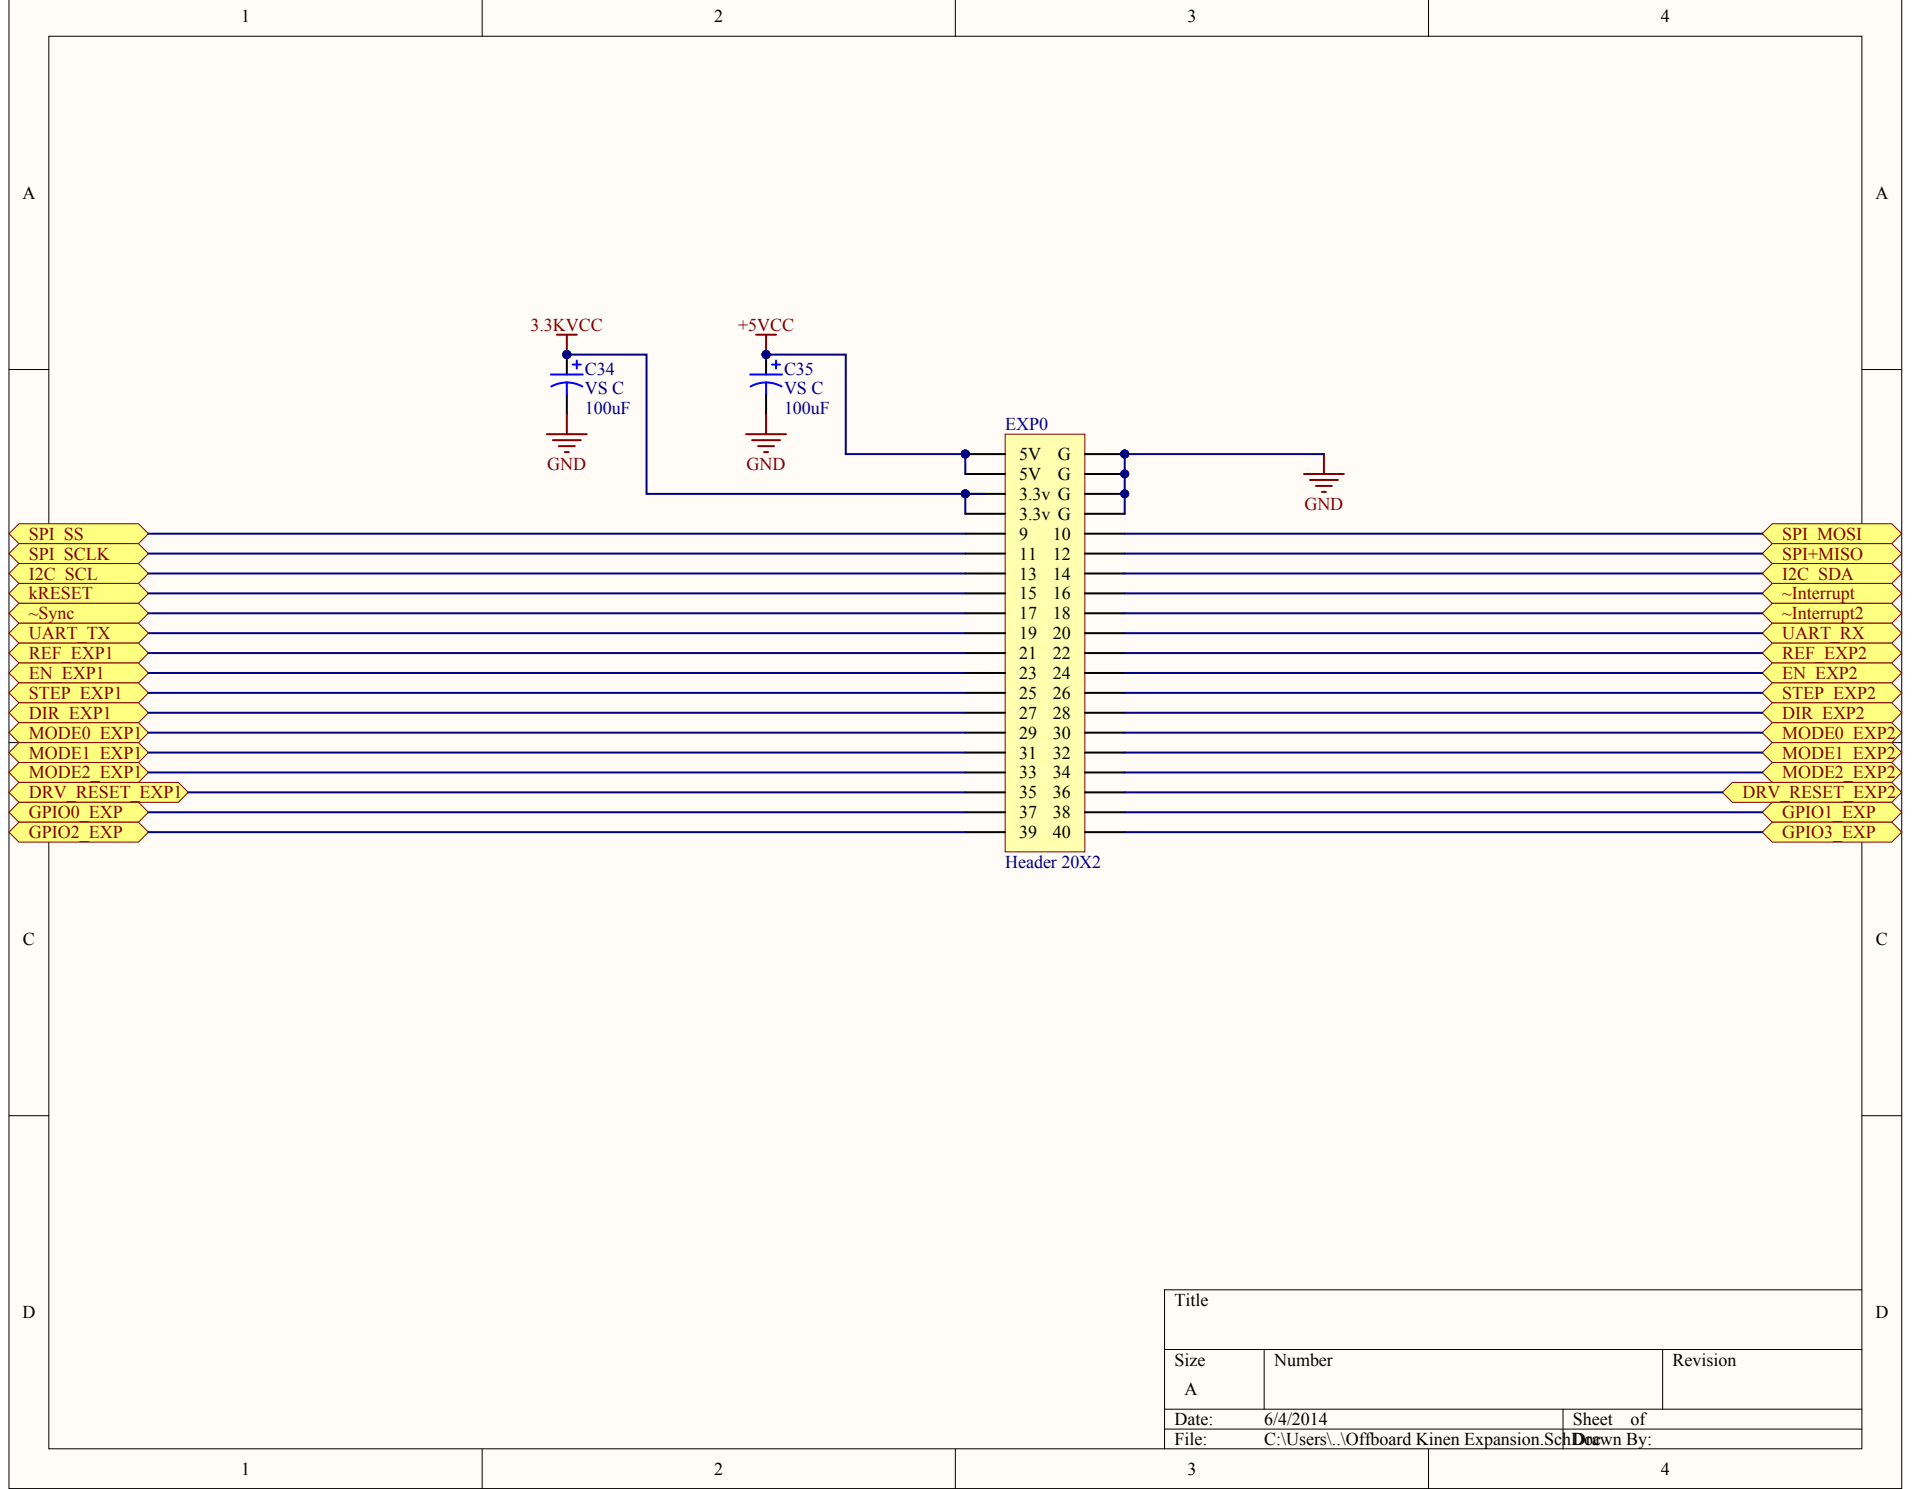 1 2 3 4
A A
3.3KVCC +5VCC
+ C34 + C35
VS C VS C
100uF 100uF
EXP0
GND GND
5V G
5V G
3.3v G
3.3v G
GND
SPI_SS 9 10 SPI_MOSI
SPI_SCLK 11 12 SPI+MISO
I2C_SCL 13 14 I2C_SDA
kRESET 15 16 ~Interrupt
~Sync 17 18 ~Interrupt2
UART_TX 19 20 UART_RX
REF_EXP1 21 22 REF_EXP2
EN_EXP1 23 24 EN_EXP2
STEP_EXP1 25 26 STEP_EXP2
DIR_EXP1 27 28 DIR_EXP2
MODE0_EXP1 29 30 MODE0_EXP2
MODE1_EXP1 31 32 MODE1_EXP2
MODE2_EXP1 33 34 MODE2_EXP2
DRV_RESET_EXP1 35 36 DRV_RESET_EXP2
GPIO0_EXP 37 38 GPIO1_EXP
GPIO2_EXP 39 40 GPIO3_EXP
Header 20X2
C C
D D
Title
Size Number Revision
A
Date: 6/4/2014 Sheet of
File: C:\Users\..\Offboard Kinen Expansion.SchDoc Drawn By:
1 2 3 4